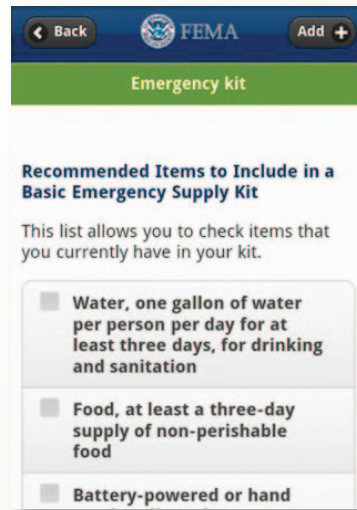 Back FEMA Add +
Emergency kit
Recommended Items to Include in a
Basic Emergency Supply Kit
This list allows you to check items that
you currently have in your kit.
Water, one gallon of water
per person per day for at
least three days, for drinking
and sanitation
Food, at least a three-day
supply of non-perishable
food
Battery-powered or hand